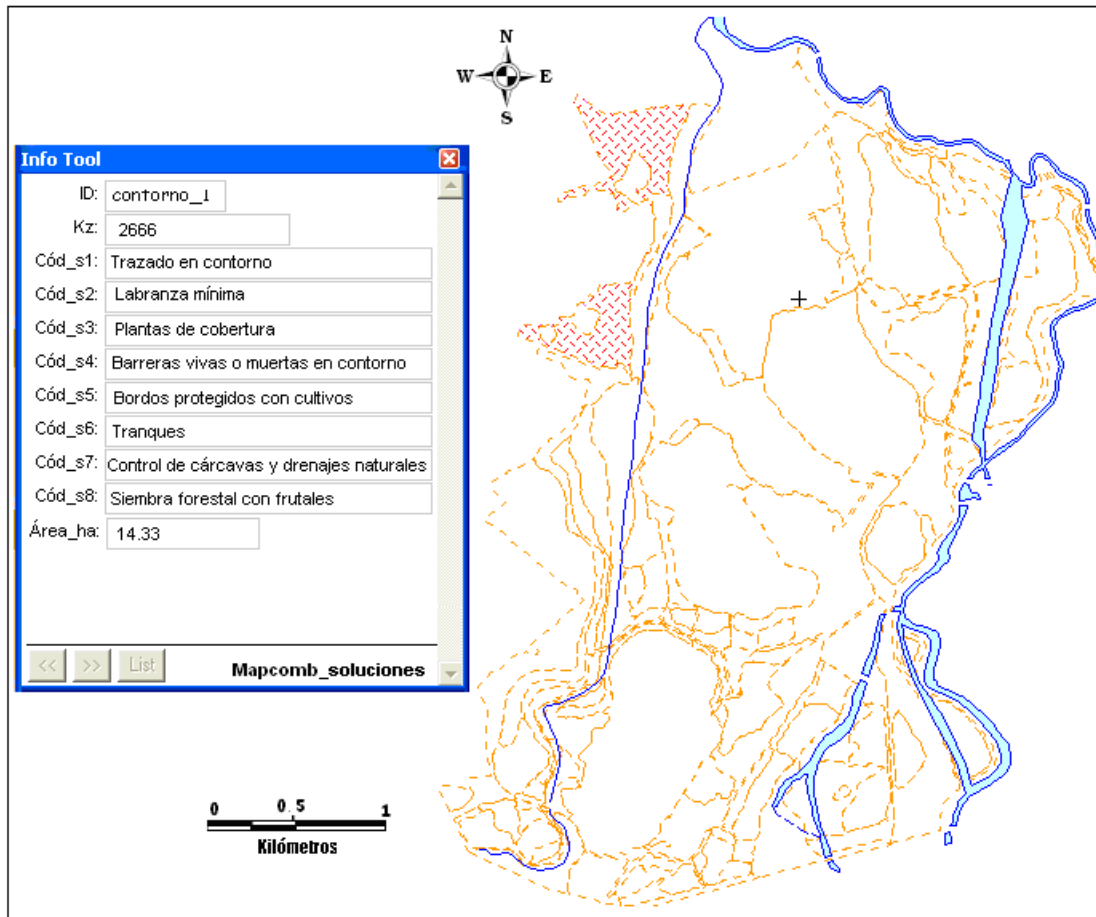 N
W E
S
Info Tool
ID: contorno_1
Kz: 2666
Cód_s1: Trazado en contorno
Cód_s2: Labranza mínima
Cód_s3: Plantas de cobertura
Cód_s4: Barreras vivas o muertas en contorno
Cód_s5: Bordos protegidos con cultivos
Cód_s6: Tranques
Cód_s7: Control de cárcavas y drenajes naturales
Cód_s8: Siembra forestal con frutales
Área_ha: 14.33
<< >> List Mapcomb_soluciones
0 0.5 1
Kilómetros